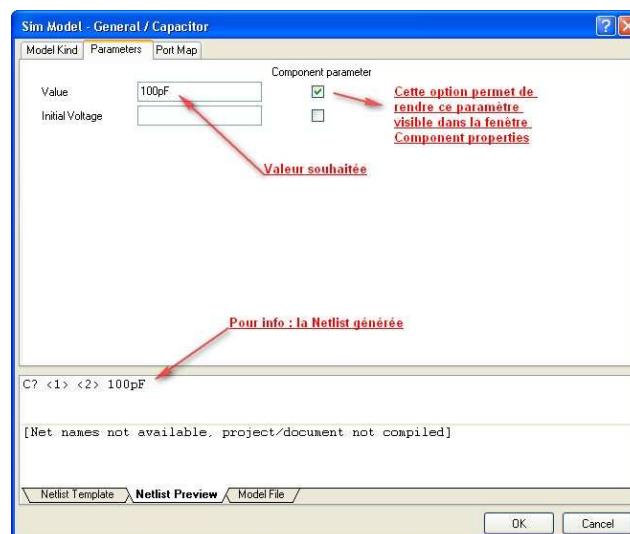 Sim Model - General / Capacitor
Model Kind Parameters Port Map
Component parameter
Value 100pF
Initial Voltage
Cette option permet de
rendre ce paramètre
visible dans la fenêtre
Component properties
Valeur souhaitée
Pour info : la Netlist générée
C? <1> <2> 100pF
[Net names not available, project/document not compiled]
Netlist Template Netlist Preview Model File
OK Cancel